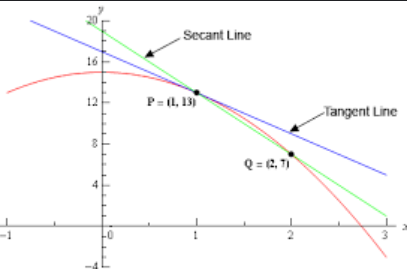 y
20
Secant Line
16
12
P = (1, 13)
Tangent Line
8
Q = (2, 7)
4
-1
0
1
2
3
x
-4